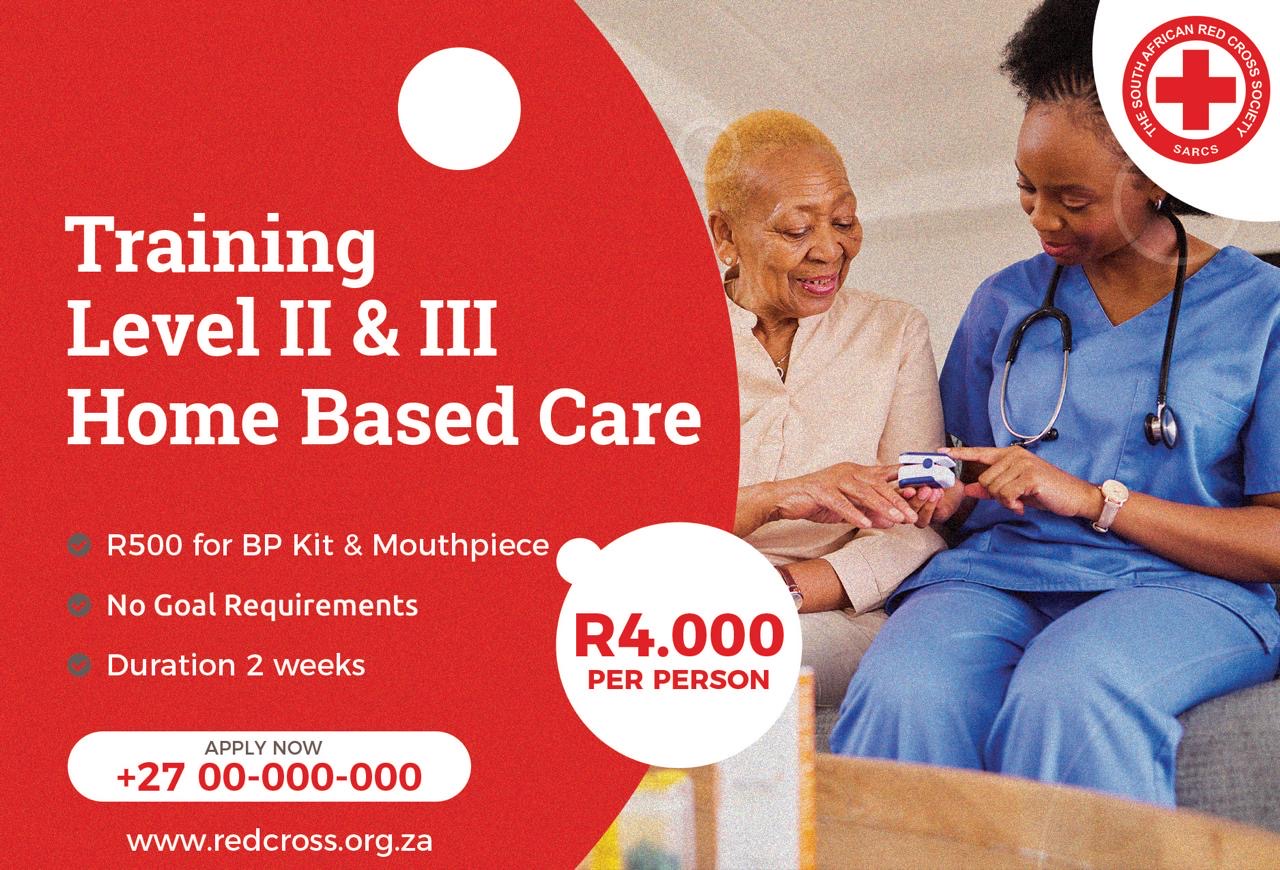 THE SOUTH AFRICAN RED CROSS SOCIETY
SARCS
Training
Level II & III
Home Based Care
R500 for BP Kit & Mouthpiece
No Goal Requirements
Duration 2 weeks
R4.000
PER PERSON
APPLY NOW
+27 00-000-000
www.redcross.org.za